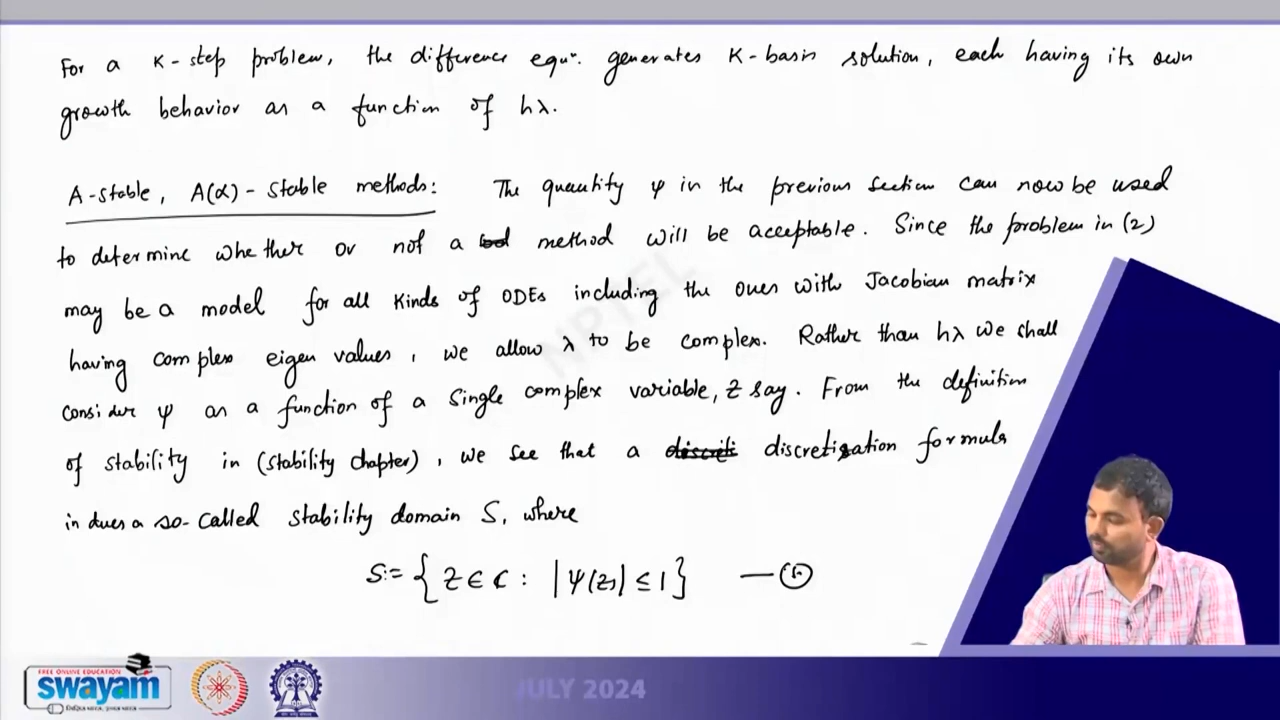 For a K-step problem, the difference equn. generates K-basis solution, each having its own
growth behavior as a function of hλ.
A-stable, A(α)-stable methods: The quantity ψ in the previous section can now be used
to determine whether or not a method will be acceptable. Since the problem in (2)
may be a model for all kinds of ODEs including the ones with Jacobian matrix
having complex eigen values, we allow λ to be complex. Rather than hλ we shall
consider ψ as a function of a single complex variable, z say. From the definition
of stability in (stability chapter), we see that a discretization formula
induces a so-called stability domain S, where
S:= { z ∈ ℂ : |ψ(z)| ≤ 1 } —
NPTEL
FREE ONLINE EDUCATION
swayam
JULY 2024